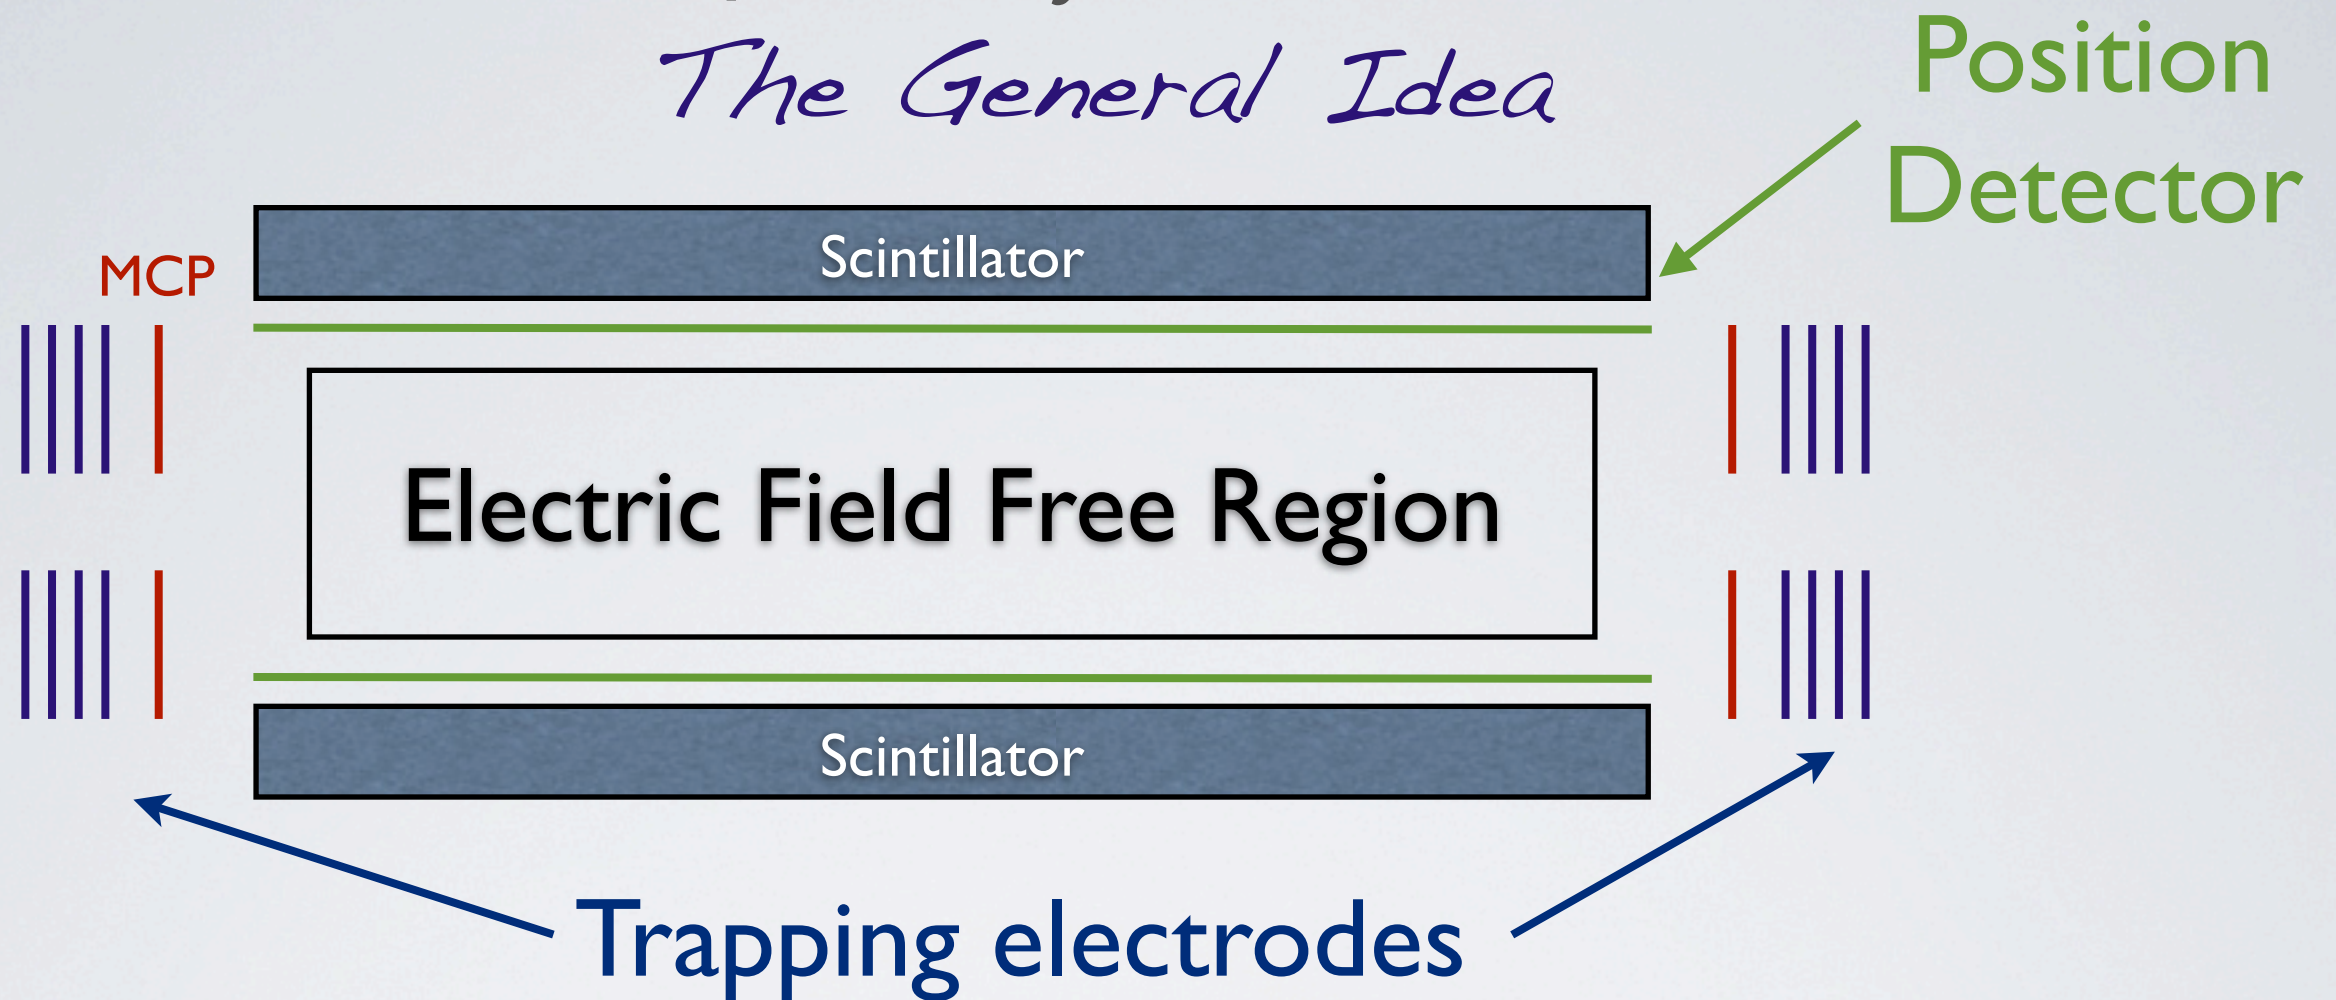 The General Idea
Position
Detector
Scintillator
MCP
Electric Field Free Region
Scintillator
Trapping electrodes